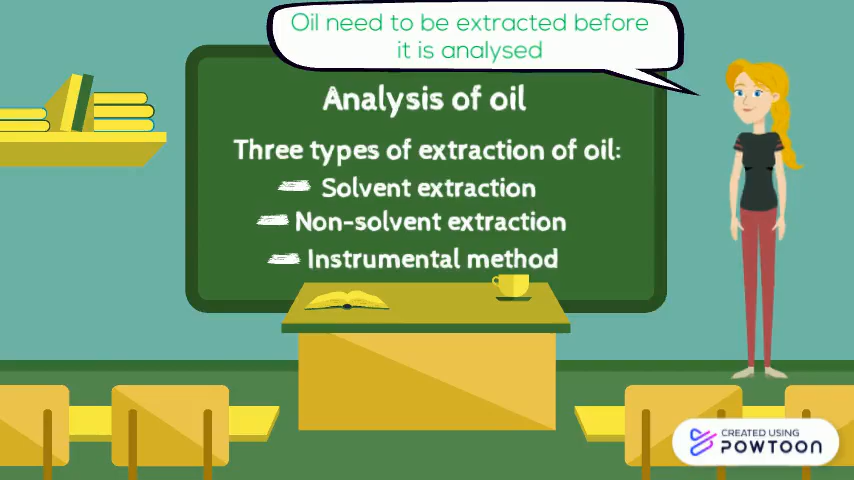 Oil need to be extracted before
it is analysed
Analysis of oil
Three types of extraction of oil:
Solvent extraction
Non-solvent extraction
Instrumental method
CREATED USING
POWTOON